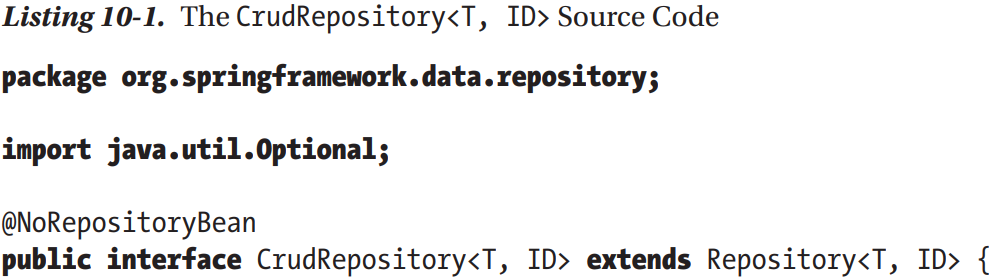 Listing 10-1. The CrudRepository<T, ID> Source Code
package org.springframework.data.repository;
import java.util.Optional;
@NoRepositoryBean
public interface CrudRepository<T, ID> extends Repository<T, ID> {